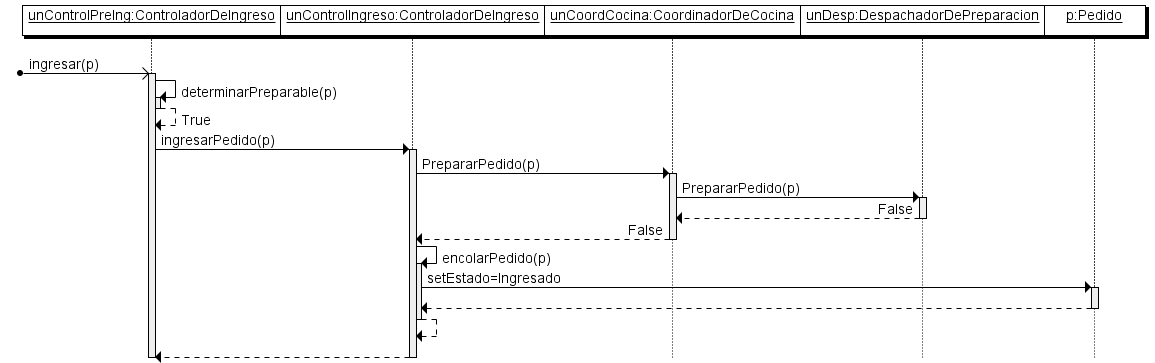 unControlPreIng:ControladorDeIngreso
unControlIngreso:ControladorDeIngreso
unCoordCocina:CoordinadorDeCocina
unDesp:DespachadorDePreparacion
p:Pedido
ingresar(p)
determinarPreparable(p)
True
ingresarPedido(p)
PrepararPedido(p)
PrepararPedido(p)
False
False
encolarPedido(p)
setEstado=Ingresado